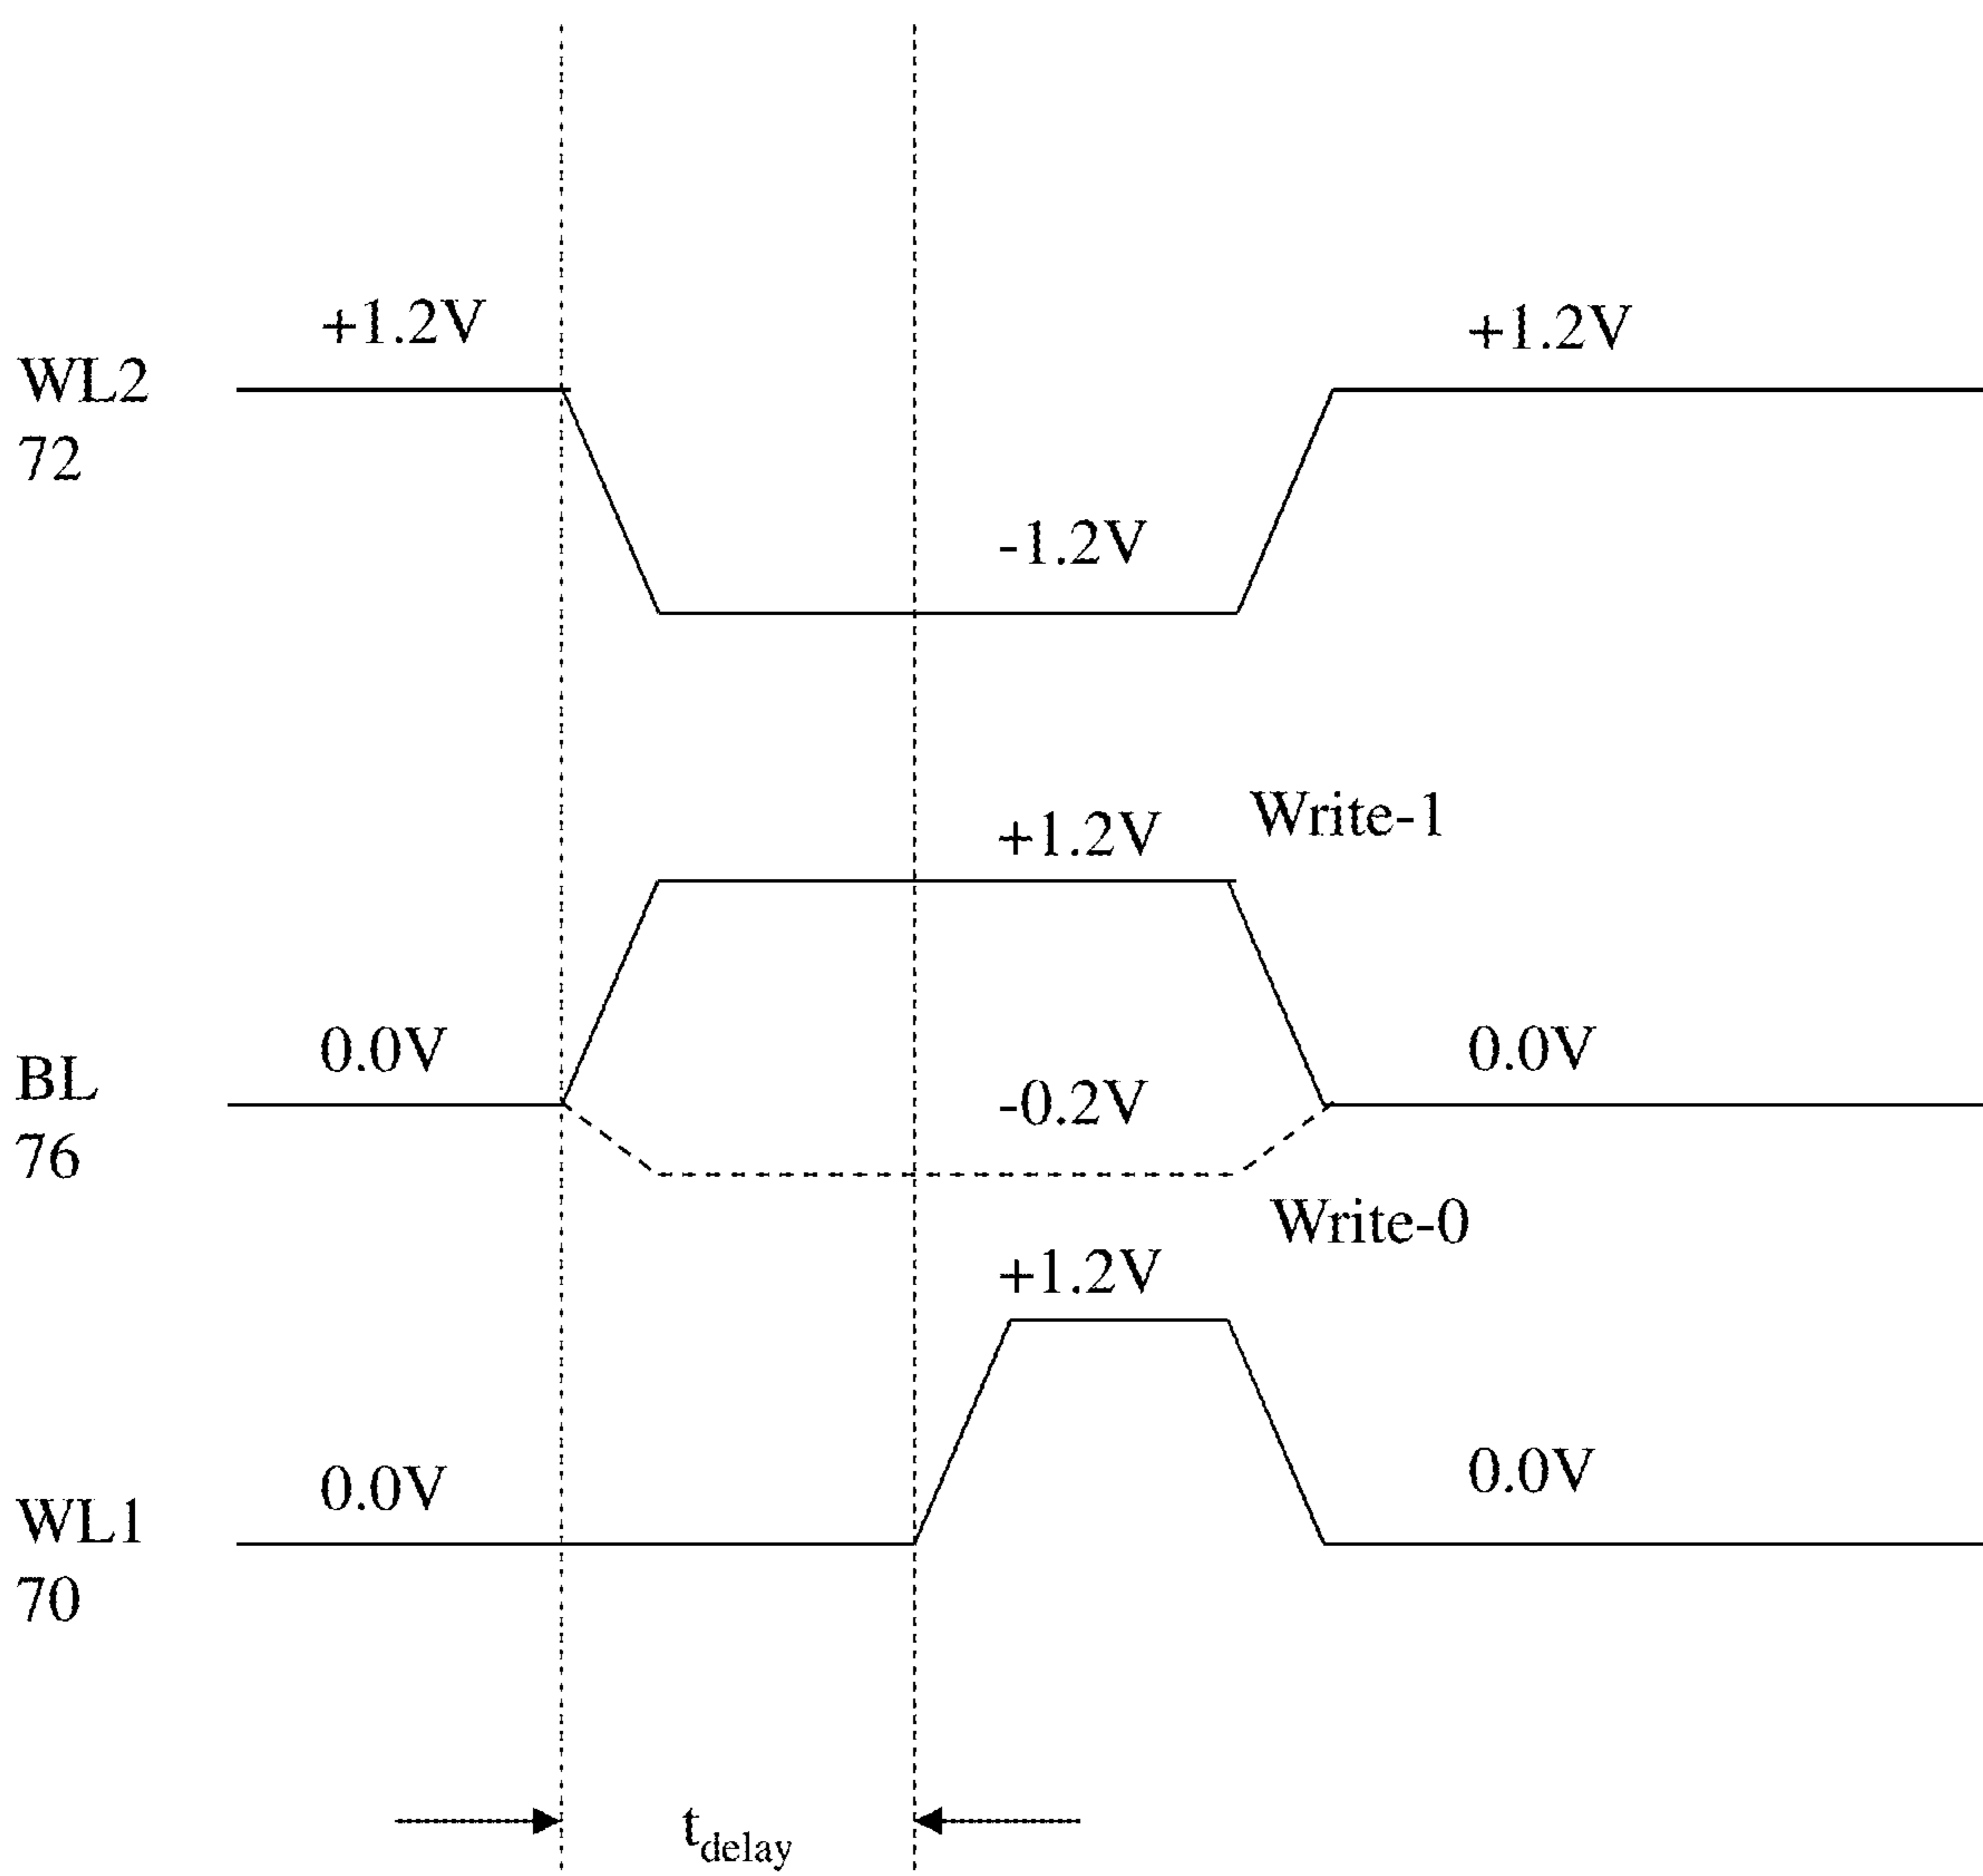 +1.2V
+1.2V
WL2
72
-1.2V
Write-1
+1.2V
0.0V
0.0V
BL
76
-0.2V
Write-0
+1.2V
0.0V
0.0V
WL1
70
tdelay